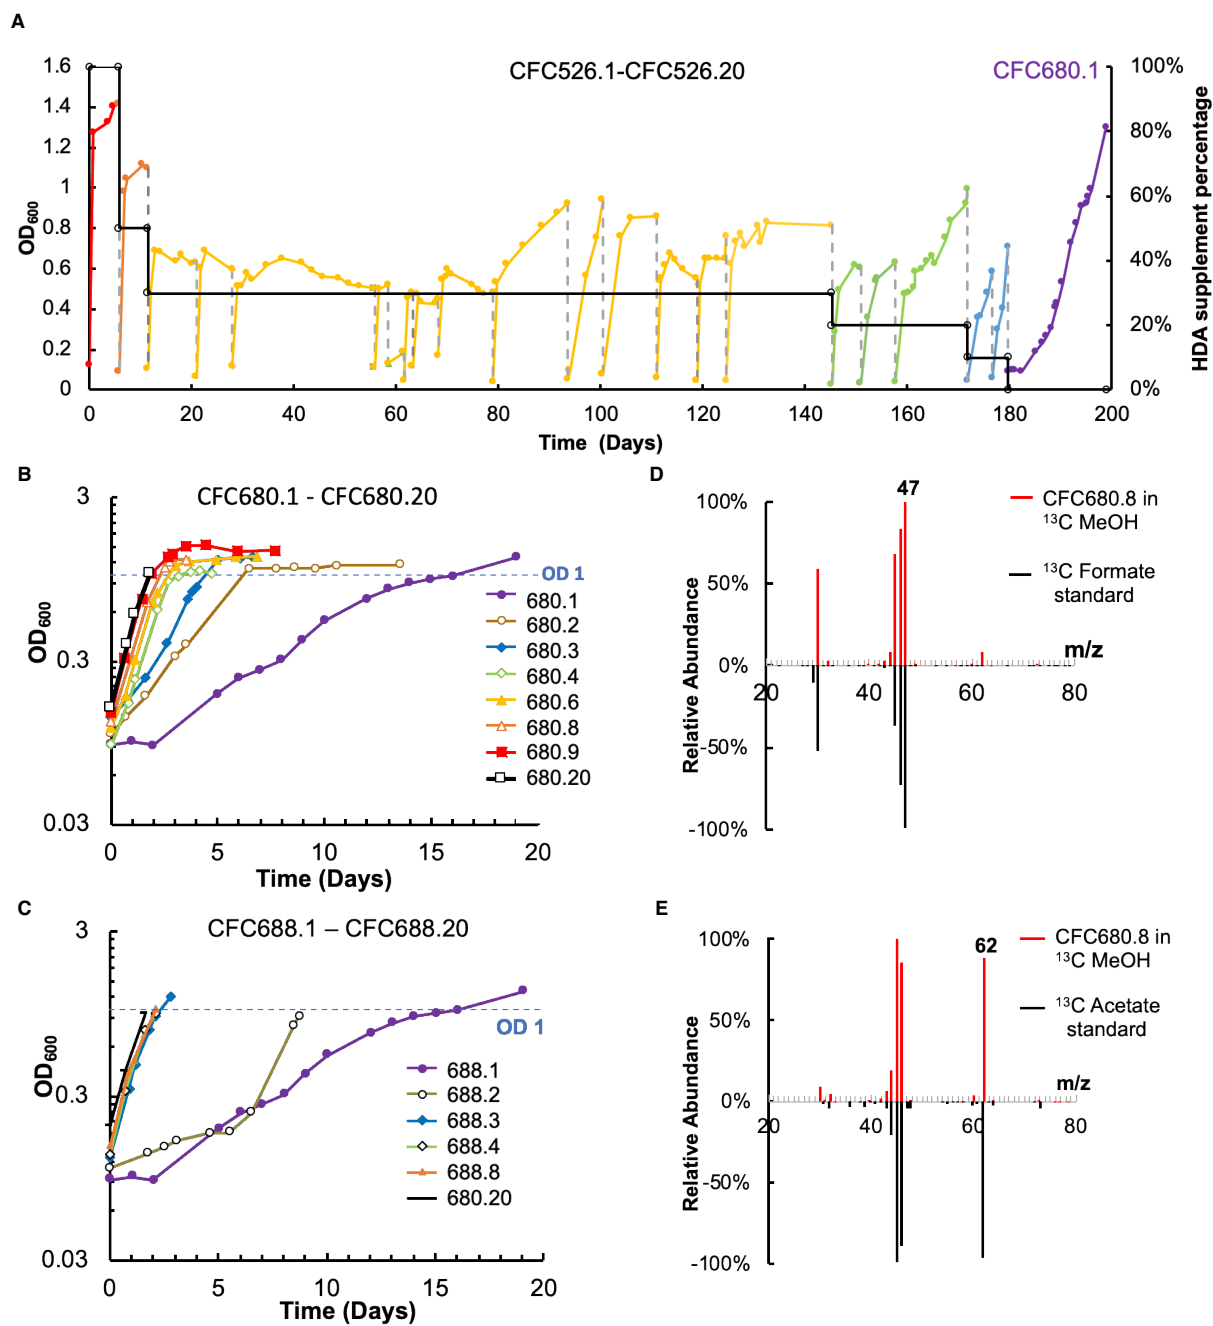 A
CFC526.1-CFC526.20
CFC680.1
OD600
1.6
1.4
1.2
1
0.8
0.6
0.4
0.2
0
100%
80%
60%
40%
20%
0%
HDA supplement percentage
0 20 40 60 80 100 120 140 160 180 200
Time (Days)
B
CFC680.1 - CFC680.20
OD600
3
0.3
0.03
OD 1
680.1
680.2
680.3
680.4
680.6
680.8
680.9
680.20
0 5 10 15 20
Time (Days)
D
Relative Abundance
100%
50%
0%
-50%
-100%
47
CFC680.8 in
13C MeOH
13C Formate
standard
m/z
20 40 60 80
C
CFC688.1 – CFC688.20
OD600
3
0.3
0.03
OD 1
688.1
688.2
688.3
688.4
688.8
680.20
0 5 10 15 20
Time (Days)
E
Relative Abundance
100%
50%
0%
-50%
-100%
62
CFC680.8 in
13C MeOH
13C Acetate
standard
m/z
20 40 60 80